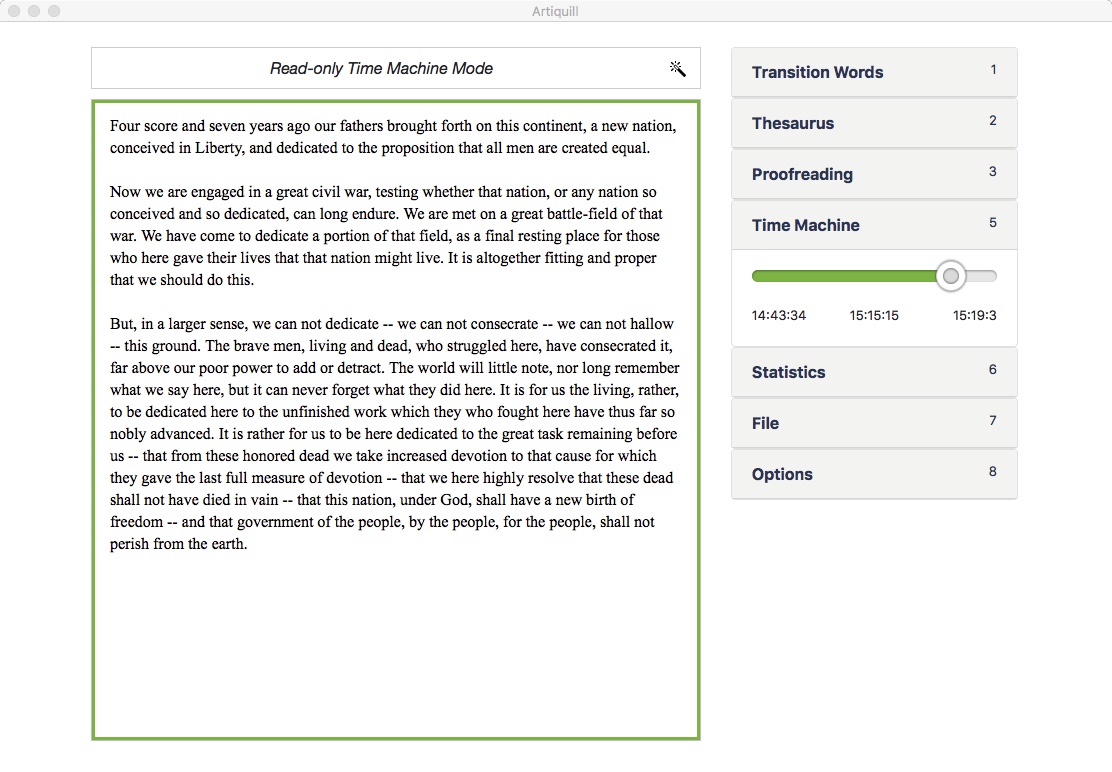 Artiquill
Read-only Time Machine Mode
Four score and seven years ago our fathers brought forth on this continent, a new nation,
conceived in Liberty, and dedicated to the proposition that all men are created equal.
Now we are engaged in a great civil war, testing whether that nation, or any nation so
conceived and so dedicated, can long endure. We are met on a great battle-field of that
war. We have come to dedicate a portion of that field, as a final resting place for those
who here gave their lives that that nation might live. It is altogether fitting and proper
that we should do this.
But, in a larger sense, we can not dedicate -- we can not consecrate -- we can not hallow
-- this ground. The brave men, living and dead, who struggled here, have consecrated it,
far above our poor power to add or detract. The world will little note, nor long remember
what we say here, but it can never forget what they did here. It is for us the living, rather,
to be dedicated here to the unfinished work which they who fought here have thus far so
nobly advanced. It is rather for us to be here dedicated to the great task remaining before
us -- that from these honored dead we take increased devotion to that cause for which
they gave the last full measure of devotion -- that we here highly resolve that these dead
shall not have died in vain -- that this nation, under God, shall have a new birth of
freedom -- and that government of the people, by the people, for the people, shall not
perish from the earth.
Transition Words 1
Thesaurus 2
Proofreading 3
Time Machine 5
14:43:34 15:15:15 15:19:3
Statistics 6
File 7
Options 8